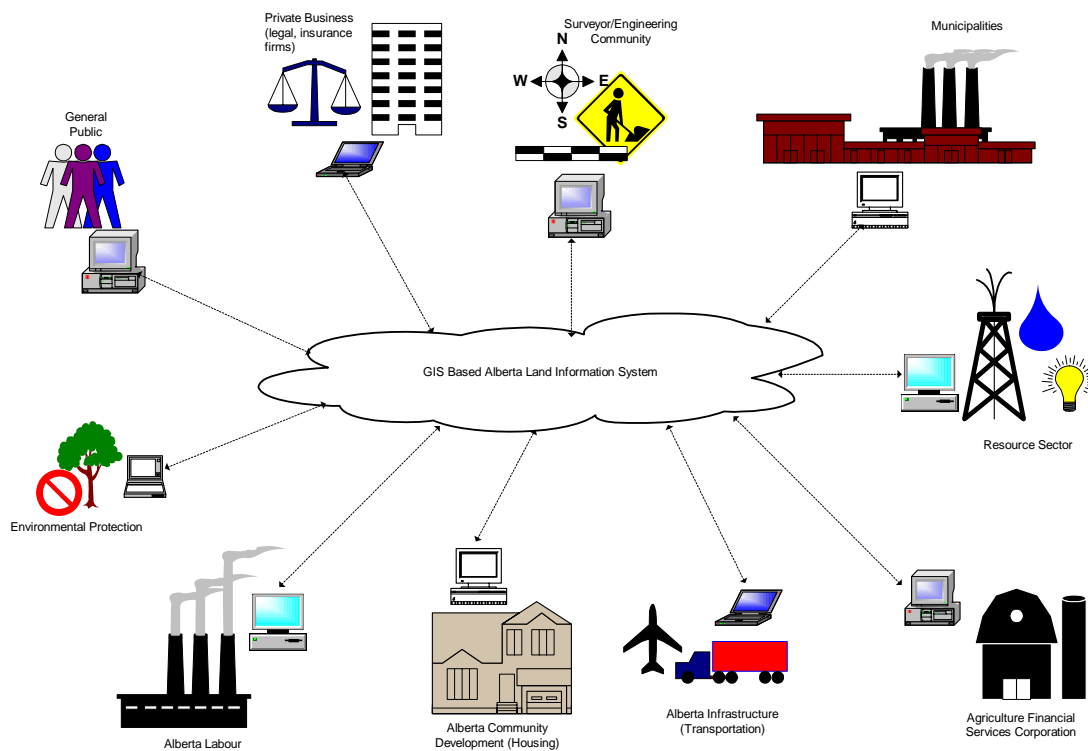 Private Business
(legal, insurance
firms)
Surveyor/Engineering
Community
Municipalities
N
W
E
S
General
Public
GIS Based Alberta Land Information System
Resource Sector
Environmental Protection
Alberta Labour
Alberta Community
Development (Housing)
Alberta Infrastructure
(Transportation)
Agriculture Financial
Services Corporation